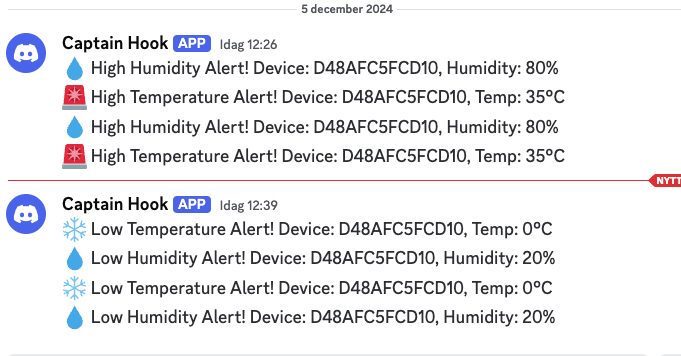 5 december 2024
Captain Hook APP Idag 12:26
High Humidity Alert! Device: D48AFC5FCD10, Humidity: 80%
High Temperature Alert! Device: D48AFC5FCD10, Temp: 35°C
High Humidity Alert! Device: D48AFC5FCD10, Humidity: 80%
High Temperature Alert! Device: D48AFC5FCD10, Temp: 35°C
NYTT
Captain Hook APP Idag 12:39
Low Temperature Alert! Device: D48AFC5FCD10, Temp: 0°C
Low Humidity Alert! Device: D48AFC5FCD10, Humidity: 20%
Low Temperature Alert! Device: D48AFC5FCD10, Temp: 0°C
Low Humidity Alert! Device: D48AFC5FCD10, Humidity: 20%